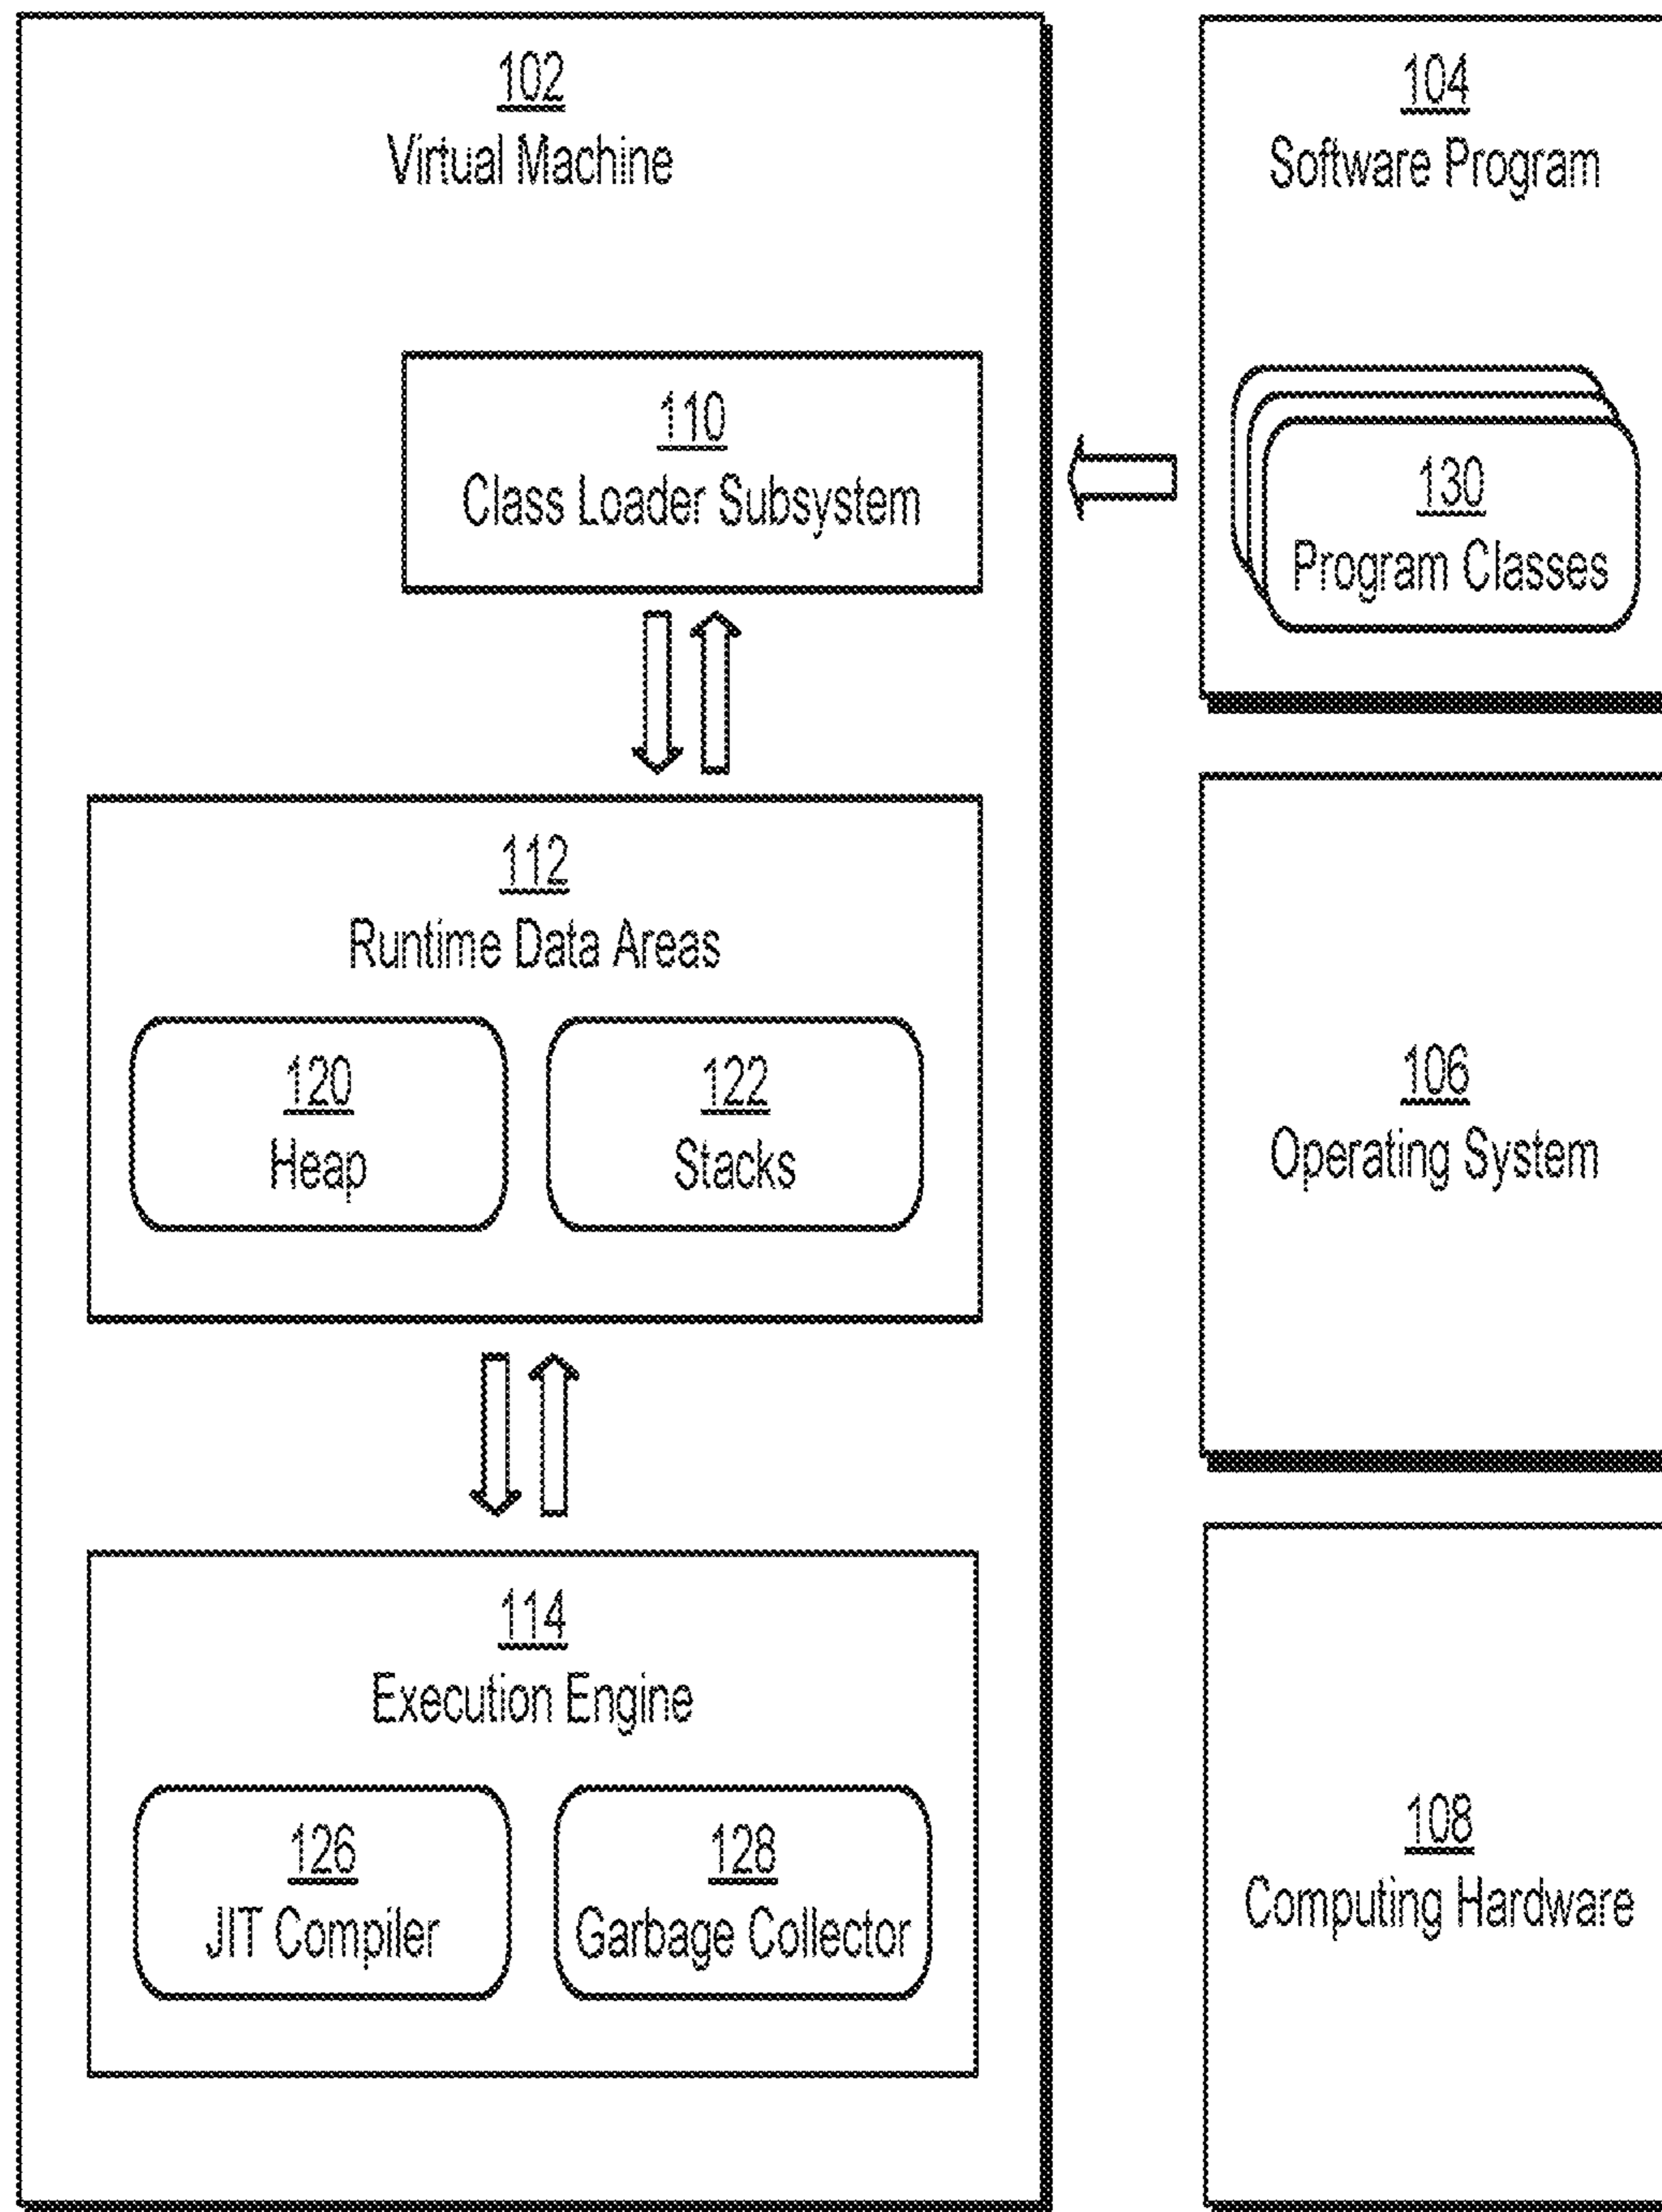 102
Virtual Machine
110
Class Loader Subsystem
112
Runtime Data Areas
120
Heap
122
Stacks
114
Execution Engine
126
JIT Compiler
128
Garbage Collector
104
Software Program
130
Program Classes
106
Operating System
108
Computing Hardware